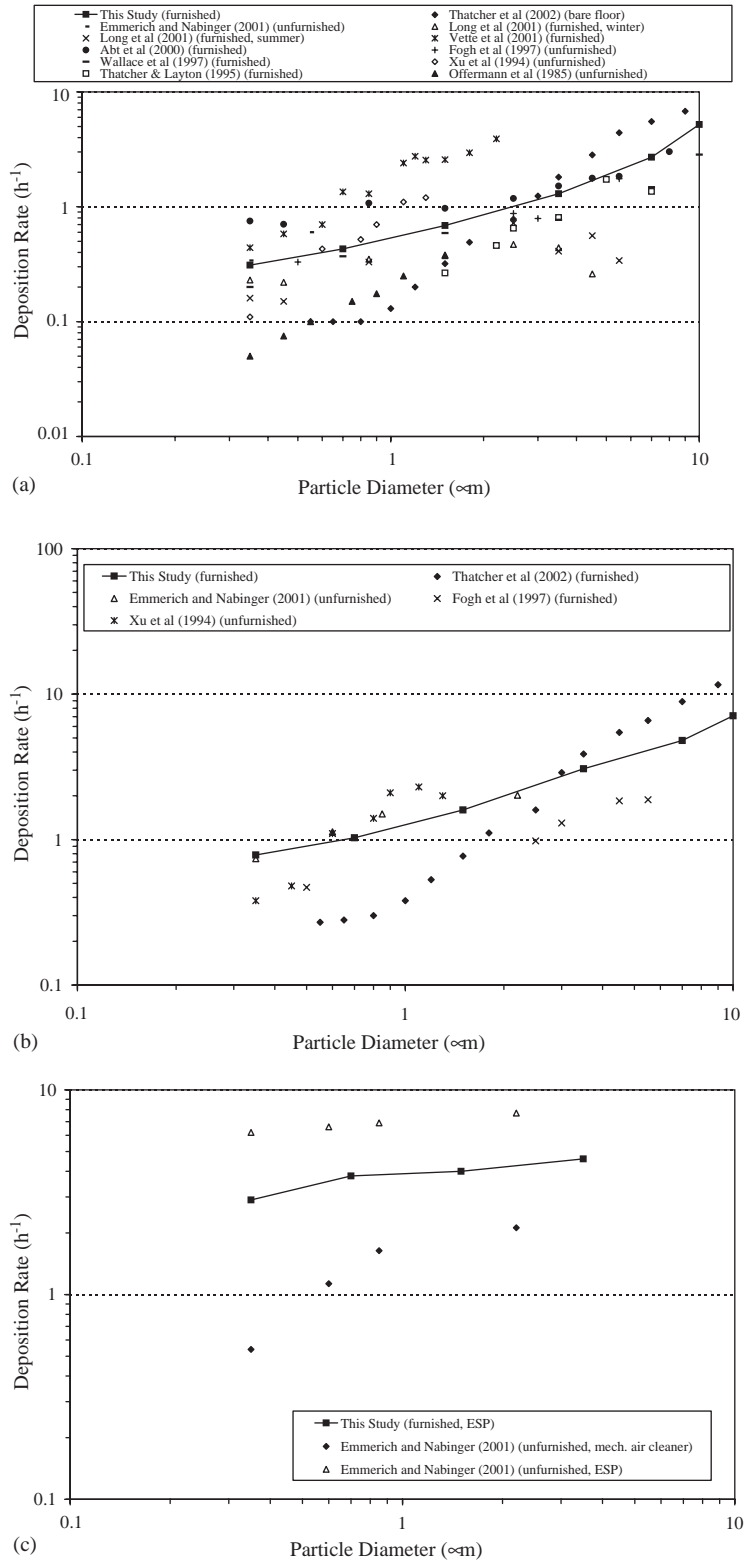 This Study (furnished)
Thatcher et al (2002) (bare floor)
Emmerich and Nabinger (2001) (unfurnished)
Long et al (2001) (furnished, winter)
Long et al (2001) (furnished, summer)
Vette et al (2001) (furnished)
Abt et al (2000) (furnished)
Fogh et al (1997) (unfurnished)
Wallace et al (1997) (furnished)
Xu et al (1994) (unfurnished)
Thatcher & Layton (1995) (furnished)
Offermann et al (1985) (unfurnished)
10
1
0.1
0.01
Deposition Rate (h⁻¹)
0.1
1
10
Particle Diameter (∝m)
(a)
100
10
1
0.1
Deposition Rate (h⁻¹)
This Study (furnished)
Thatcher et al (2002) (furnished)
Emmerich and Nabinger (2001) (unfurnished)
Fogh et al (1997) (furnished)
Xu et al (1994) (unfurnished)
0.1
1
10
Particle Diameter (∝m)
(b)
10
1
0.1
Deposition Rate (h⁻¹)
This Study (furnished, ESP)
Emmerich and Nabinger (2001) (unfurnished, mech. air cleaner)
Emmerich and Nabinger (2001) (unfurnished, ESP)
0.1
1
10
Particle Diameter (∝m)
(c)